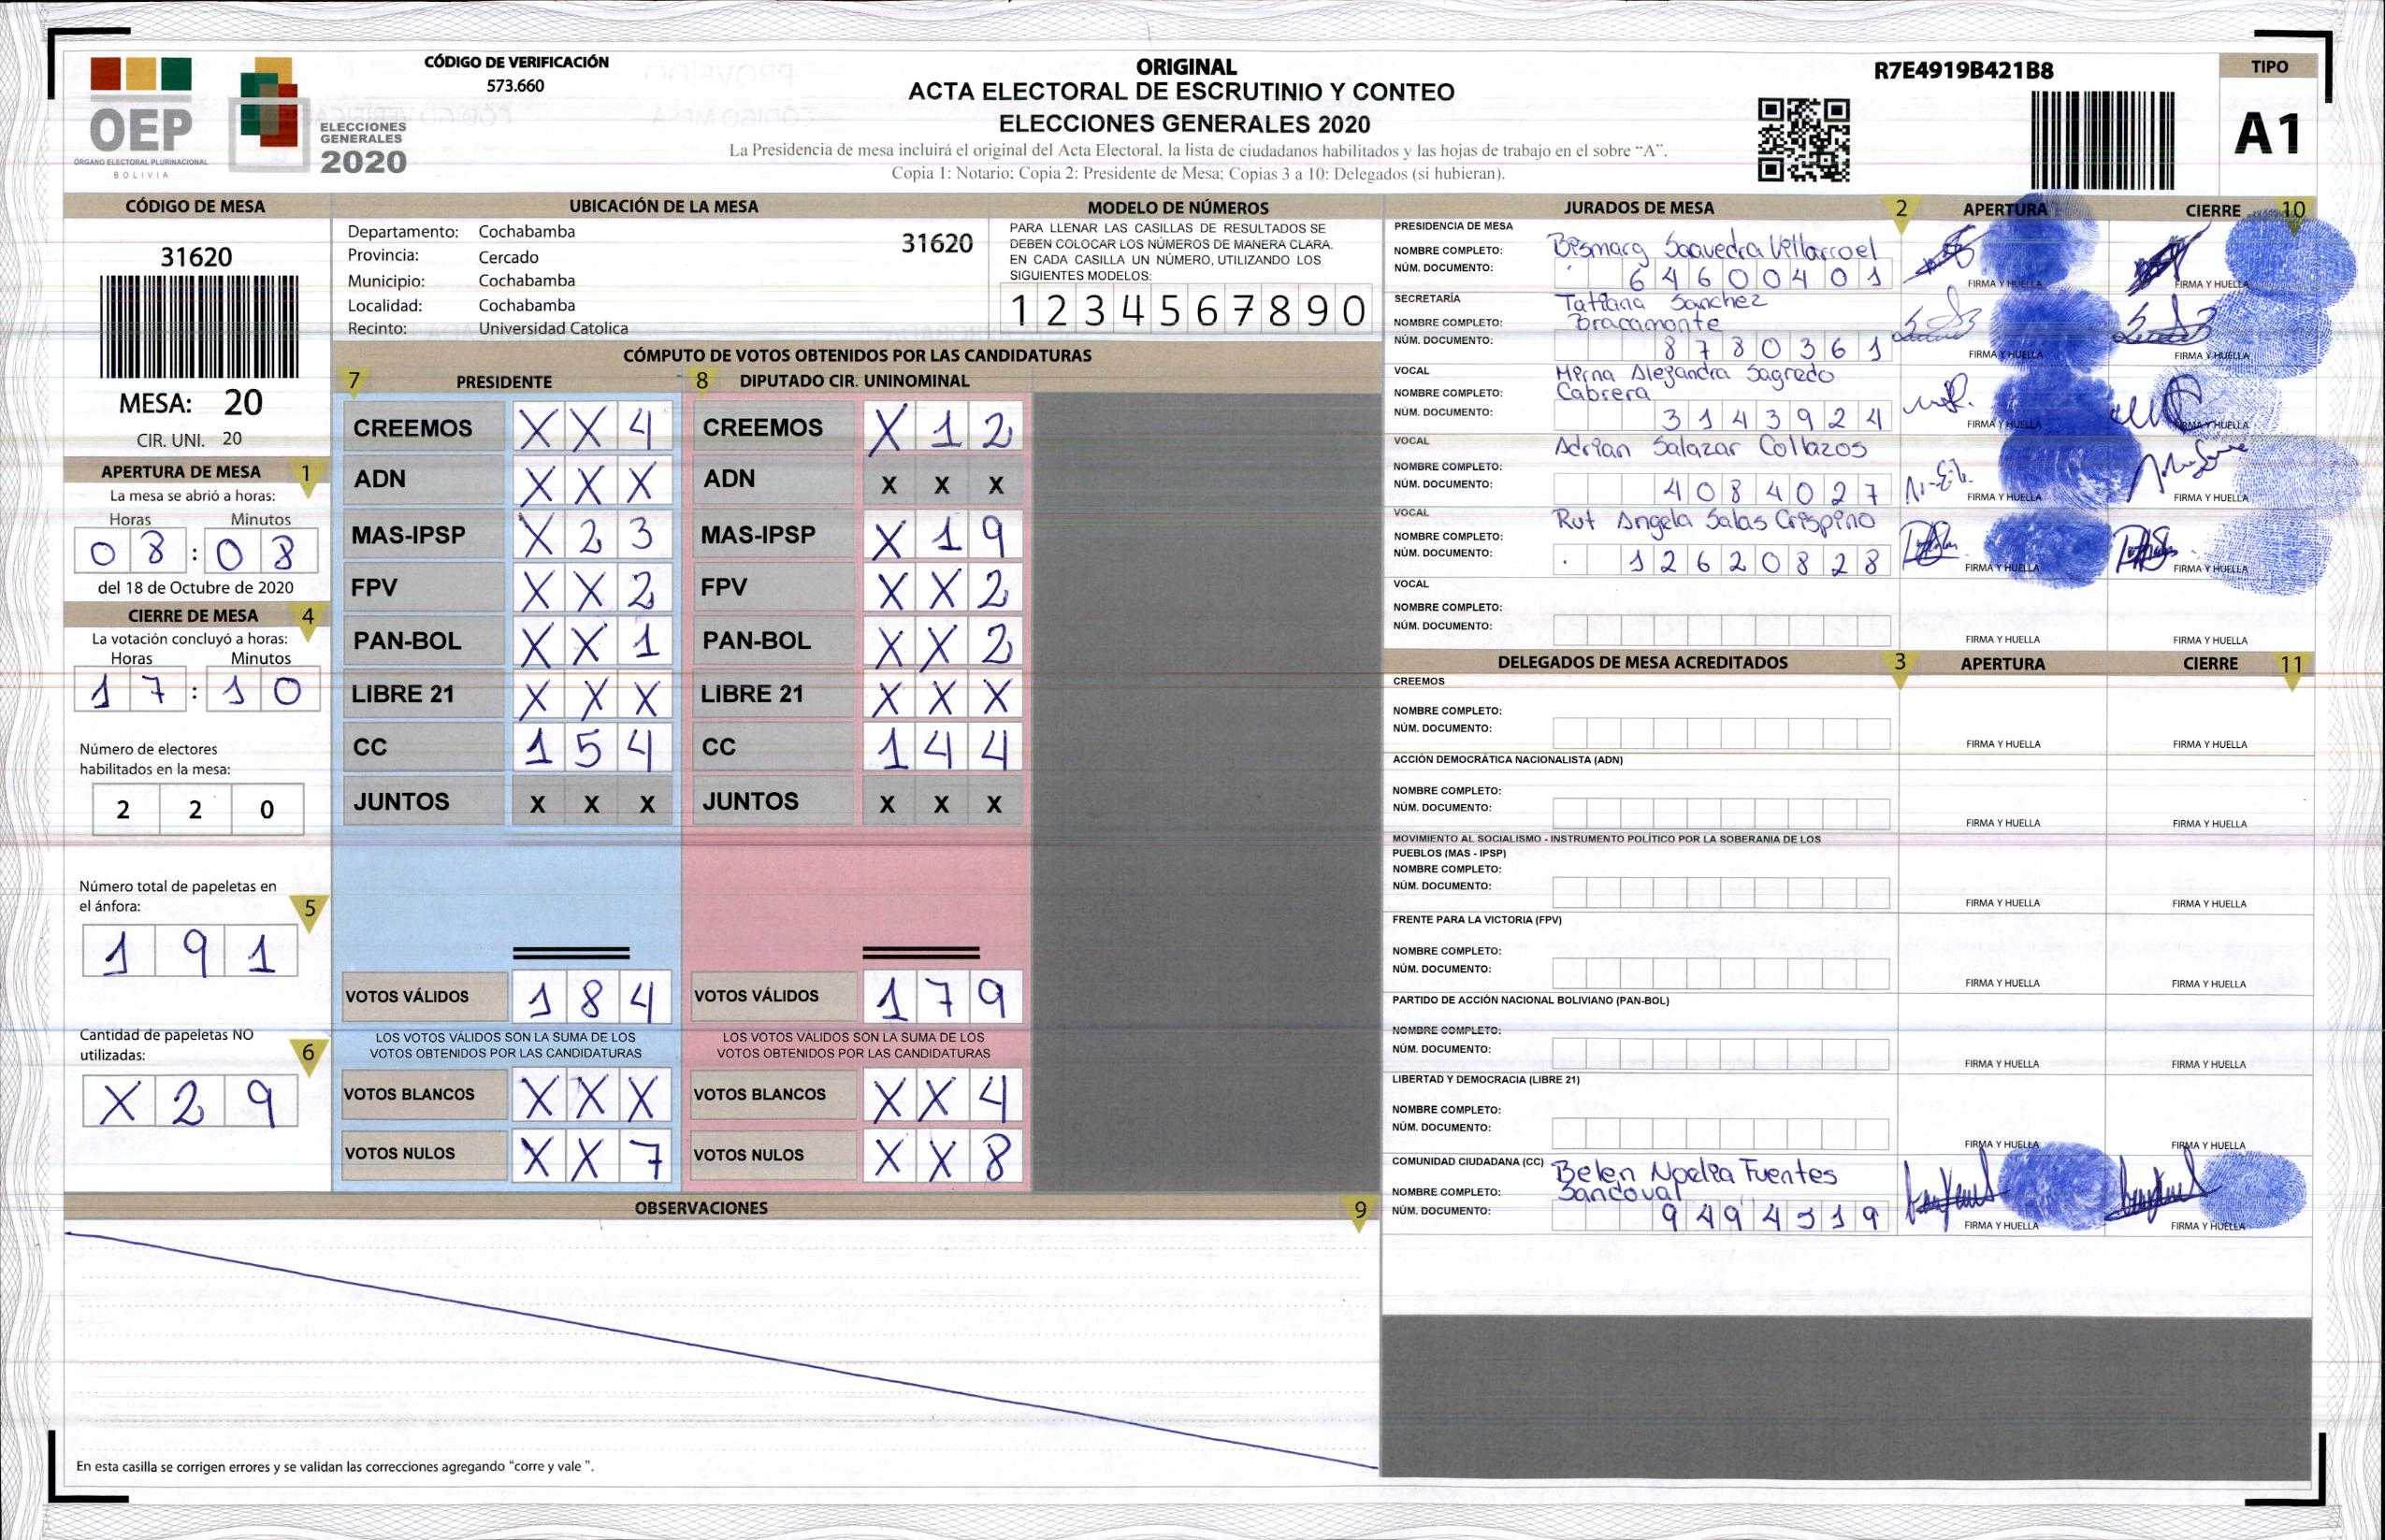 OEP
ÓRGANO ELECTORAL PLURINACIONAL
BOLIVIA
ELECCIONES
GENERALES
2020
CÓDIGO DE VERIFICACIÓN
573.660
ORIGINAL
ACTA ELECTORAL DE ESCRUTINIO Y CONTEO
ELECCIONES GENERALES 2020
La Presidencia de mesa incluirá el original del Acta Electoral, la lista de ciudadanos habilitados y las hojas de trabajo en el sobre “A”.
Copia 1: Notario; Copia 2: Presidente de Mesa; Copias 3 a 10: Delegados (si hubieran).
R7E4919B421B8
TIPO
A1
CÓDIGO DE MESA
31620
MESA: 20
CIR. UNI. 20
APERTURA DE MESA 1
La mesa se abrió a horas:
Horas Minutos
08:08
del 18 de Octubre de 2020
CIERRE DE MESA 4
La votación concluyó a horas:
Horas Minutos
17:10
Número de electores
habilitados en la mesa:
2 2 0
Número total de papeletas en
el ánfora: 5
1 9 1
Cantidad de papeletas NO
utilizadas: 6
X 2 9
UBICACIÓN DE LA MESA
Departamento: Cochabamba 31620
Provincia: Cercado
Municipio: Cochabamba
Localidad: Cochabamba
Recinto: Universidad Catolica
MODELO DE NÚMEROS
PARA LLENAR LAS CASILLAS DE RESULTADOS SE
DEBEN COLOCAR LOS NÚMEROS DE MANERA CLARA.
EN CADA CASILLA UN NÚMERO, UTILIZANDO LOS
SIGUIENTES MODELOS:
1 2 3 4 5 6 7 8 9 0
CÓMPUTO DE VOTOS OBTENIDOS POR LAS CANDIDATURAS
7 PRESIDENTE 8 DIPUTADO CIR. UNINOMINAL
CREEMOS X X 4 CREEMOS X 1 2
ADN X X X ADN X X X
MAS-IPSP X 2 3 MAS-IPSP X 1 9
FPV X X 2 FPV X X 2
PAN-BOL X X 1 PAN-BOL X X 2
LIBRE 21 X X X LIBRE 21 X X X
CC 1 5 4 CC 1 4 4
JUNTOS X X X JUNTOS X X X
VOTOS VÁLIDOS 1 8 4 VOTOS VÁLIDOS 1 7 9
LOS VOTOS VÁLIDOS SON LA SUMA DE LOS LOS VOTOS VÁLIDOS SON LA SUMA DE LOS
VOTOS OBTENIDOS POR LAS CANDIDATURAS VOTOS OBTENIDOS POR LAS CANDIDATURAS
VOTOS BLANCOS X X X VOTOS BLANCOS X X 4
VOTOS NULOS X X 7 VOTOS NULOS X X 8
OBSERVACIONES 9
En esta casilla se corrigen errores y se validan las correcciones agregando “corre y vale ”.
JURADOS DE MESA 2 APERTURA CIERRE 10
PRESIDENCIA DE MESA
NOMBRE COMPLETO: Bismarg Saavedra Villarroel
NÚM. DOCUMENTO: 6 4 6 0 0 4 0 1 FIRMA Y HUELLA FIRMA Y HUELLA
SECRETARÍA Tatiana Sanchez
NOMBRE COMPLETO: Bracamonte
NÚM. DOCUMENTO: 8 7 8 0 3 6 1 FIRMA Y HUELLA FIRMA Y HUELLA
VOCAL Mirna Alejandra Sagredo
NOMBRE COMPLETO: Cabrera
NÚM. DOCUMENTO: 3 1 4 3 9 2 4 FIRMA Y HUELLA FIRMA Y HUELLA
VOCAL Adrian Salazar Collazos
NOMBRE COMPLETO:
NÚM. DOCUMENTO: 4 0 8 4 0 2 7 FIRMA Y HUELLA FIRMA Y HUELLA
VOCAL Rut Angela Salas Crispino
NOMBRE COMPLETO:
NÚM. DOCUMENTO: 1 2 6 2 0 8 2 8 FIRMA Y HUELLA FIRMA Y HUELLA
VOCAL
NOMBRE COMPLETO:
NÚM. DOCUMENTO: FIRMA Y HUELLA FIRMA Y HUELLA
DELEGADOS DE MESA ACREDITADOS 3 APERTURA CIERRE 11
CREEMOS
NOMBRE COMPLETO:
NÚM. DOCUMENTO: FIRMA Y HUELLA FIRMA Y HUELLA
ACCIÓN DEMOCRÁTICA NACIONALISTA (ADN)
NOMBRE COMPLETO:
NÚM. DOCUMENTO: FIRMA Y HUELLA FIRMA Y HUELLA
MOVIMIENTO AL SOCIALISMO - INSTRUMENTO POLÍTICO POR LA SOBERANIA DE LOS
PUEBLOS (MAS - IPSP)
NOMBRE COMPLETO:
NÚM. DOCUMENTO: FIRMA Y HUELLA FIRMA Y HUELLA
FRENTE PARA LA VICTORIA (FPV)
NOMBRE COMPLETO:
NÚM. DOCUMENTO: FIRMA Y HUELLA FIRMA Y HUELLA
PARTIDO DE ACCIÓN NACIONAL BOLIVIANO (PAN-BOL)
NOMBRE COMPLETO:
NÚM. DOCUMENTO: FIRMA Y HUELLA FIRMA Y HUELLA
LIBERTAD Y DEMOCRACIA (LIBRE 21)
NOMBRE COMPLETO:
NÚM. DOCUMENTO: FIRMA Y HUELLA FIRMA Y HUELLA
COMUNIDAD CIUDADANA (CC) Belen Noelia Fuentes
NOMBRE COMPLETO: Sandoval
NÚM. DOCUMENTO: FIRMA Y HUELLA FIRMA Y HUELLA